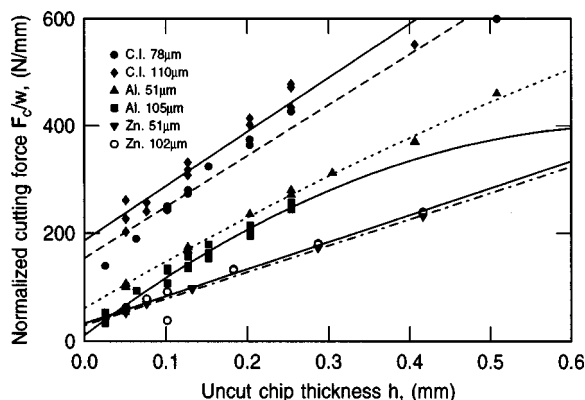 600
400
200
0
Normalized cutting force Fc/w, (N/mm)
C.I. 78μm
C.I. 110μm
Al. 51μm
Al. 105μm
Zn. 51μm
Zn. 102μm
0.0 0.1 0.2 0.3 0.4 0.5 0.6
Uncut chip thickness h, (mm)